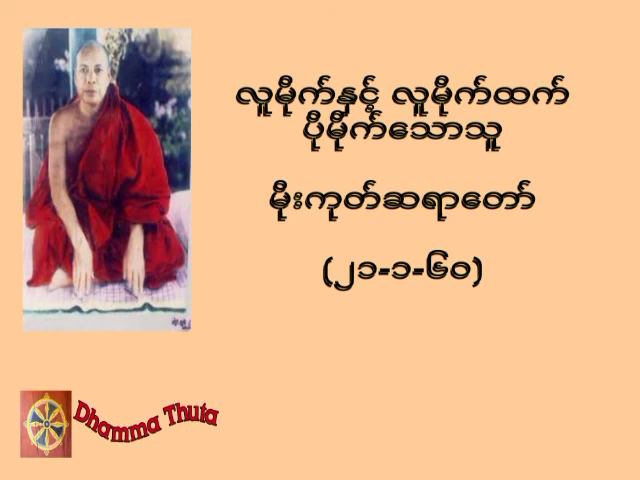 လူမိုက်နှင့် လူမိုက်ထက်
ပိုမိုက်သောသူ
မိုးကုတ်ဆရာတော်
(၂၁-၁-၆၀)
Dhamma Thuta